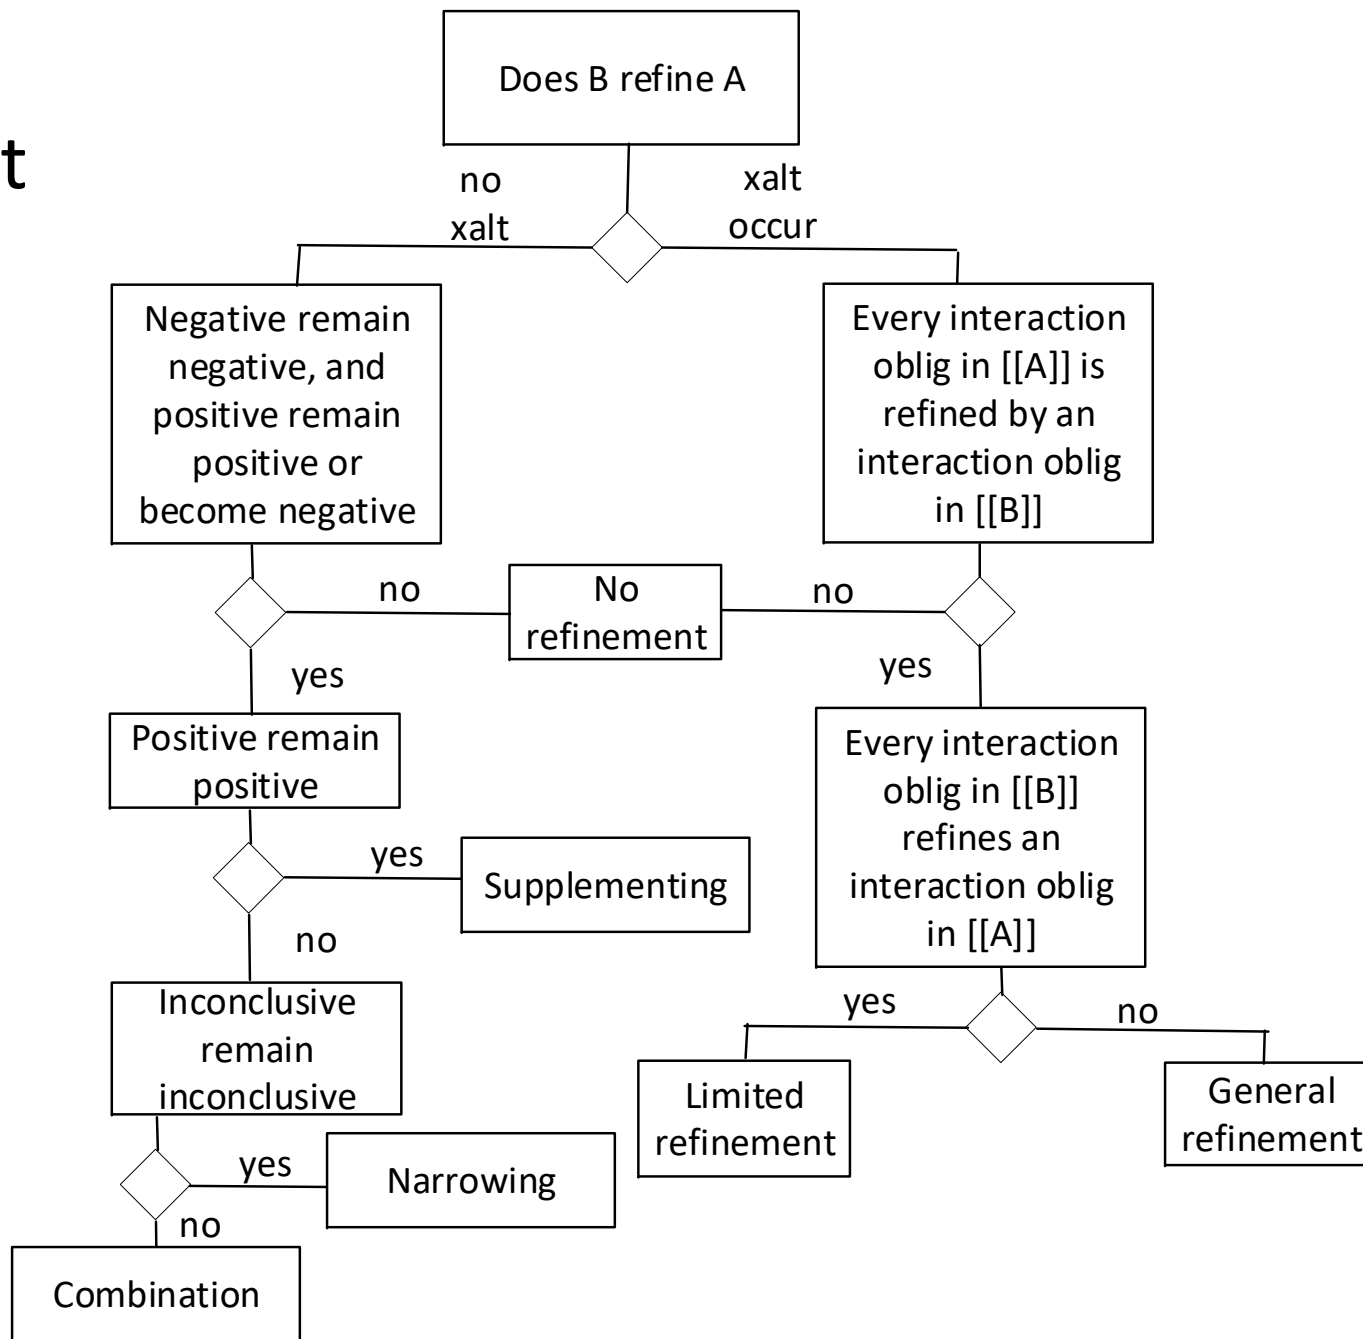 Does B refine A
t
no
xalt
xalt
occur
Negative remain
negative, and
positive remain
positive or
become negative
Every interaction
oblig in [[A]] is
refined by an
interaction oblig
in [[B]]
no
No
refinement
no
yes
yes
Positive remain
positive
Every interaction
oblig in [[B]]
refines an
interaction oblig
in [[A]]
yes
Supplementing
no
Inconclusive
remain
inconclusive
yes
no
Limited
refinement
General
refinement
yes
Narrowing
no
Combination